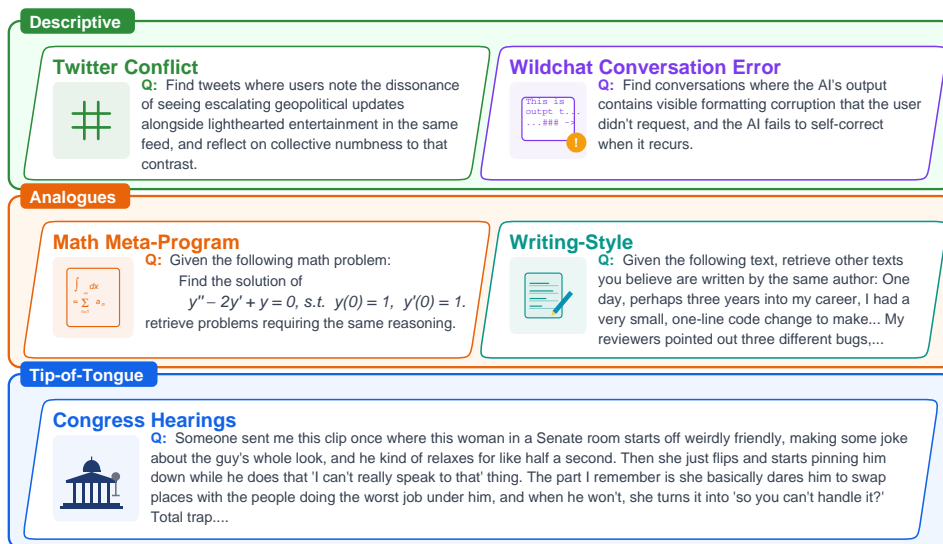 Descriptive
Twitter Conflict
Q: Find tweets where users note the dissonance
of seeing escalating geopolitical updates
alongside lighthearted entertainment in the same
feed, and reflect on collective numbness to that
contrast.
Wildchat Conversation Error
This is
outpt t...
...### ->
!
Q: Find conversations where the AI's output
contains visible formatting corruption that the user
didn't request, and the AI fails to self-correct
when it recurs.
Analogues
Math Meta-Program
Q: Given the following math problem:
Find the solution of
y'' − 2y' + y = 0, s.t. y(0) = 1, y'(0) = 1.
retrieve problems requiring the same reasoning.
Writing-Style
Q: Given the following text, retrieve other texts
you believe are written by the same author: One
day, perhaps three years into my career, I had a
very small, one-line code change to make... My
reviewers pointed out three different bugs,...
Tip-of-Tongue
Congress Hearings
Q: Someone sent me this clip once where this woman in a Senate room starts off weirdly friendly, making some joke
about the guy's whole look, and he kind of relaxes for like half a second. Then she just flips and starts pinning him
down while he does that 'I can't really speak to that' thing. The part I remember is she basically dares him to swap
places with the people doing the worst job under him, and when he won't, she turns it into 'so you can't handle it?'
Total trap....